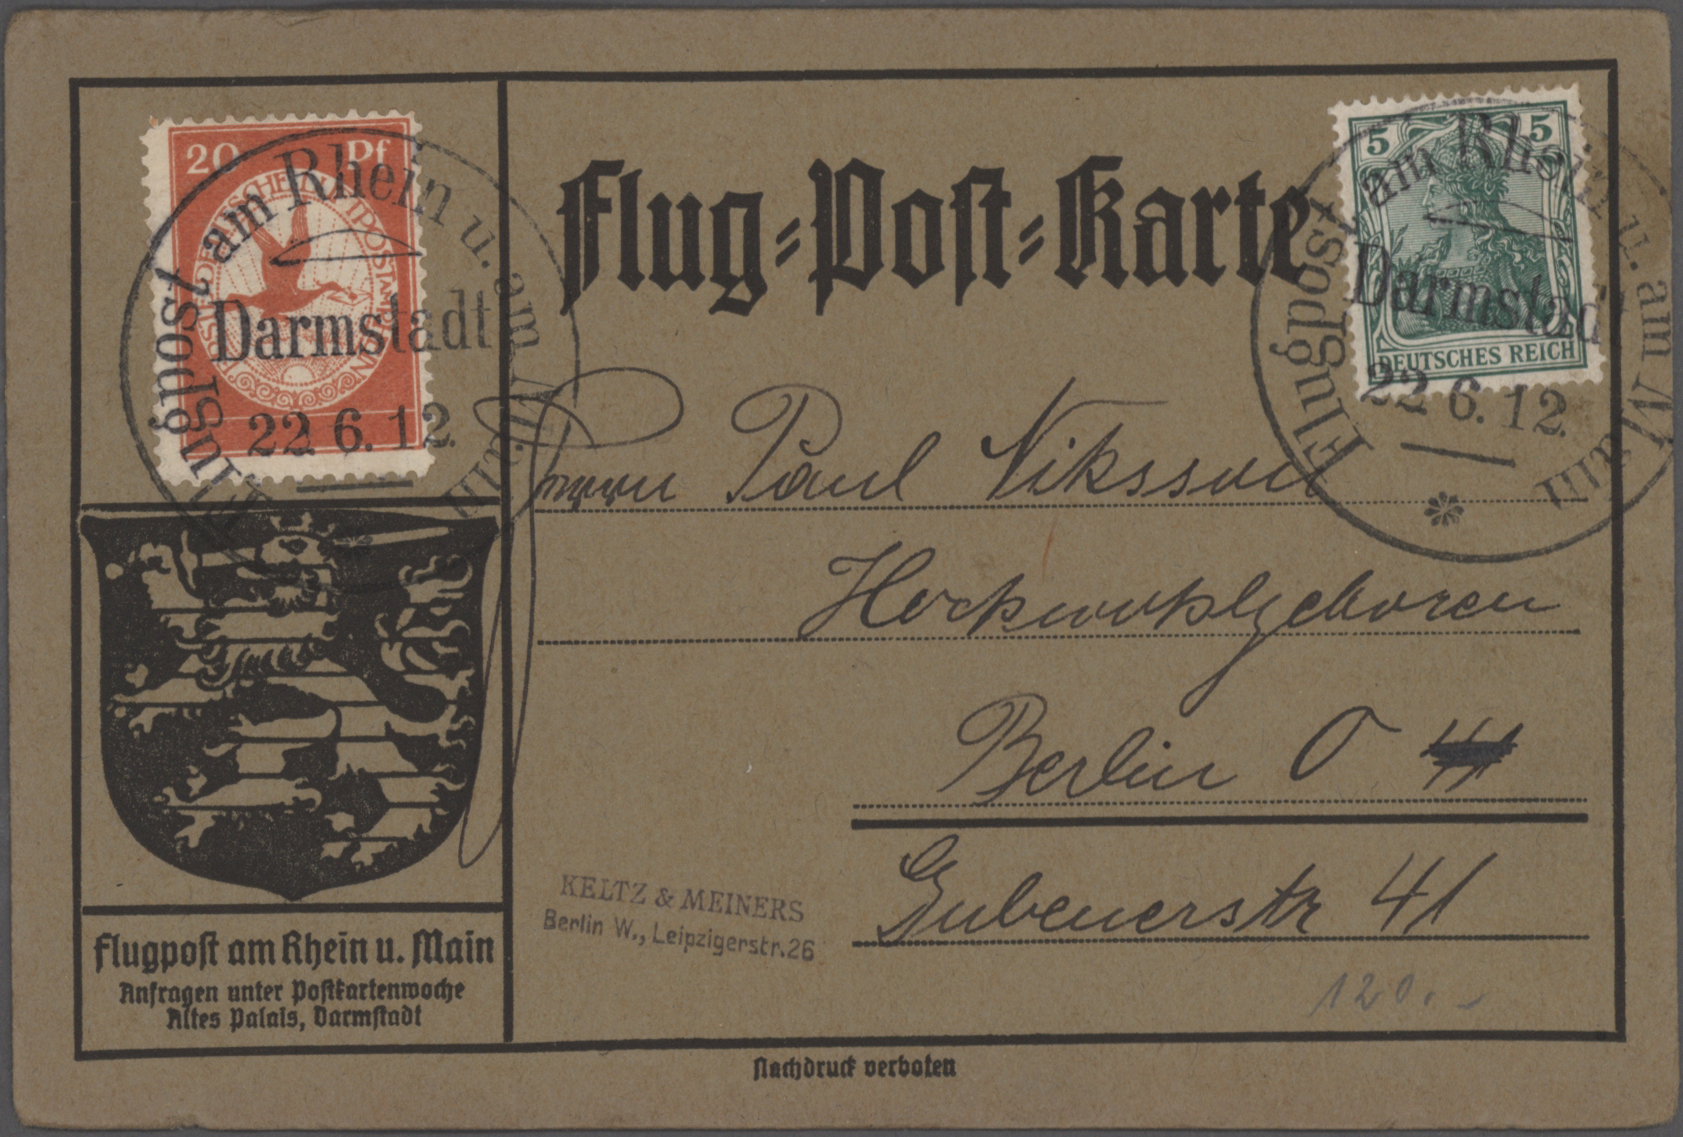 20 Pf
Flugpost am Rhein u. am Main
Darmstadt
22.6.12.
Flug-Post-Karte
5 5
DEUTSCHES REICH
Flugpost am Rhein u. am Main
Darmstadt
22.6.12.
Herrn Paul Niksson
Hochwohlgeboren
Berlin O
Gubenerstr 41
KELTZ & MEINERS
Berlin W., Leipzigerstr. 26
120.-
Flugpost am Rhein u. Main
Anfragen unter Postkartenwoche
Altes Palais, Darmstadt
Nachdruck verboten